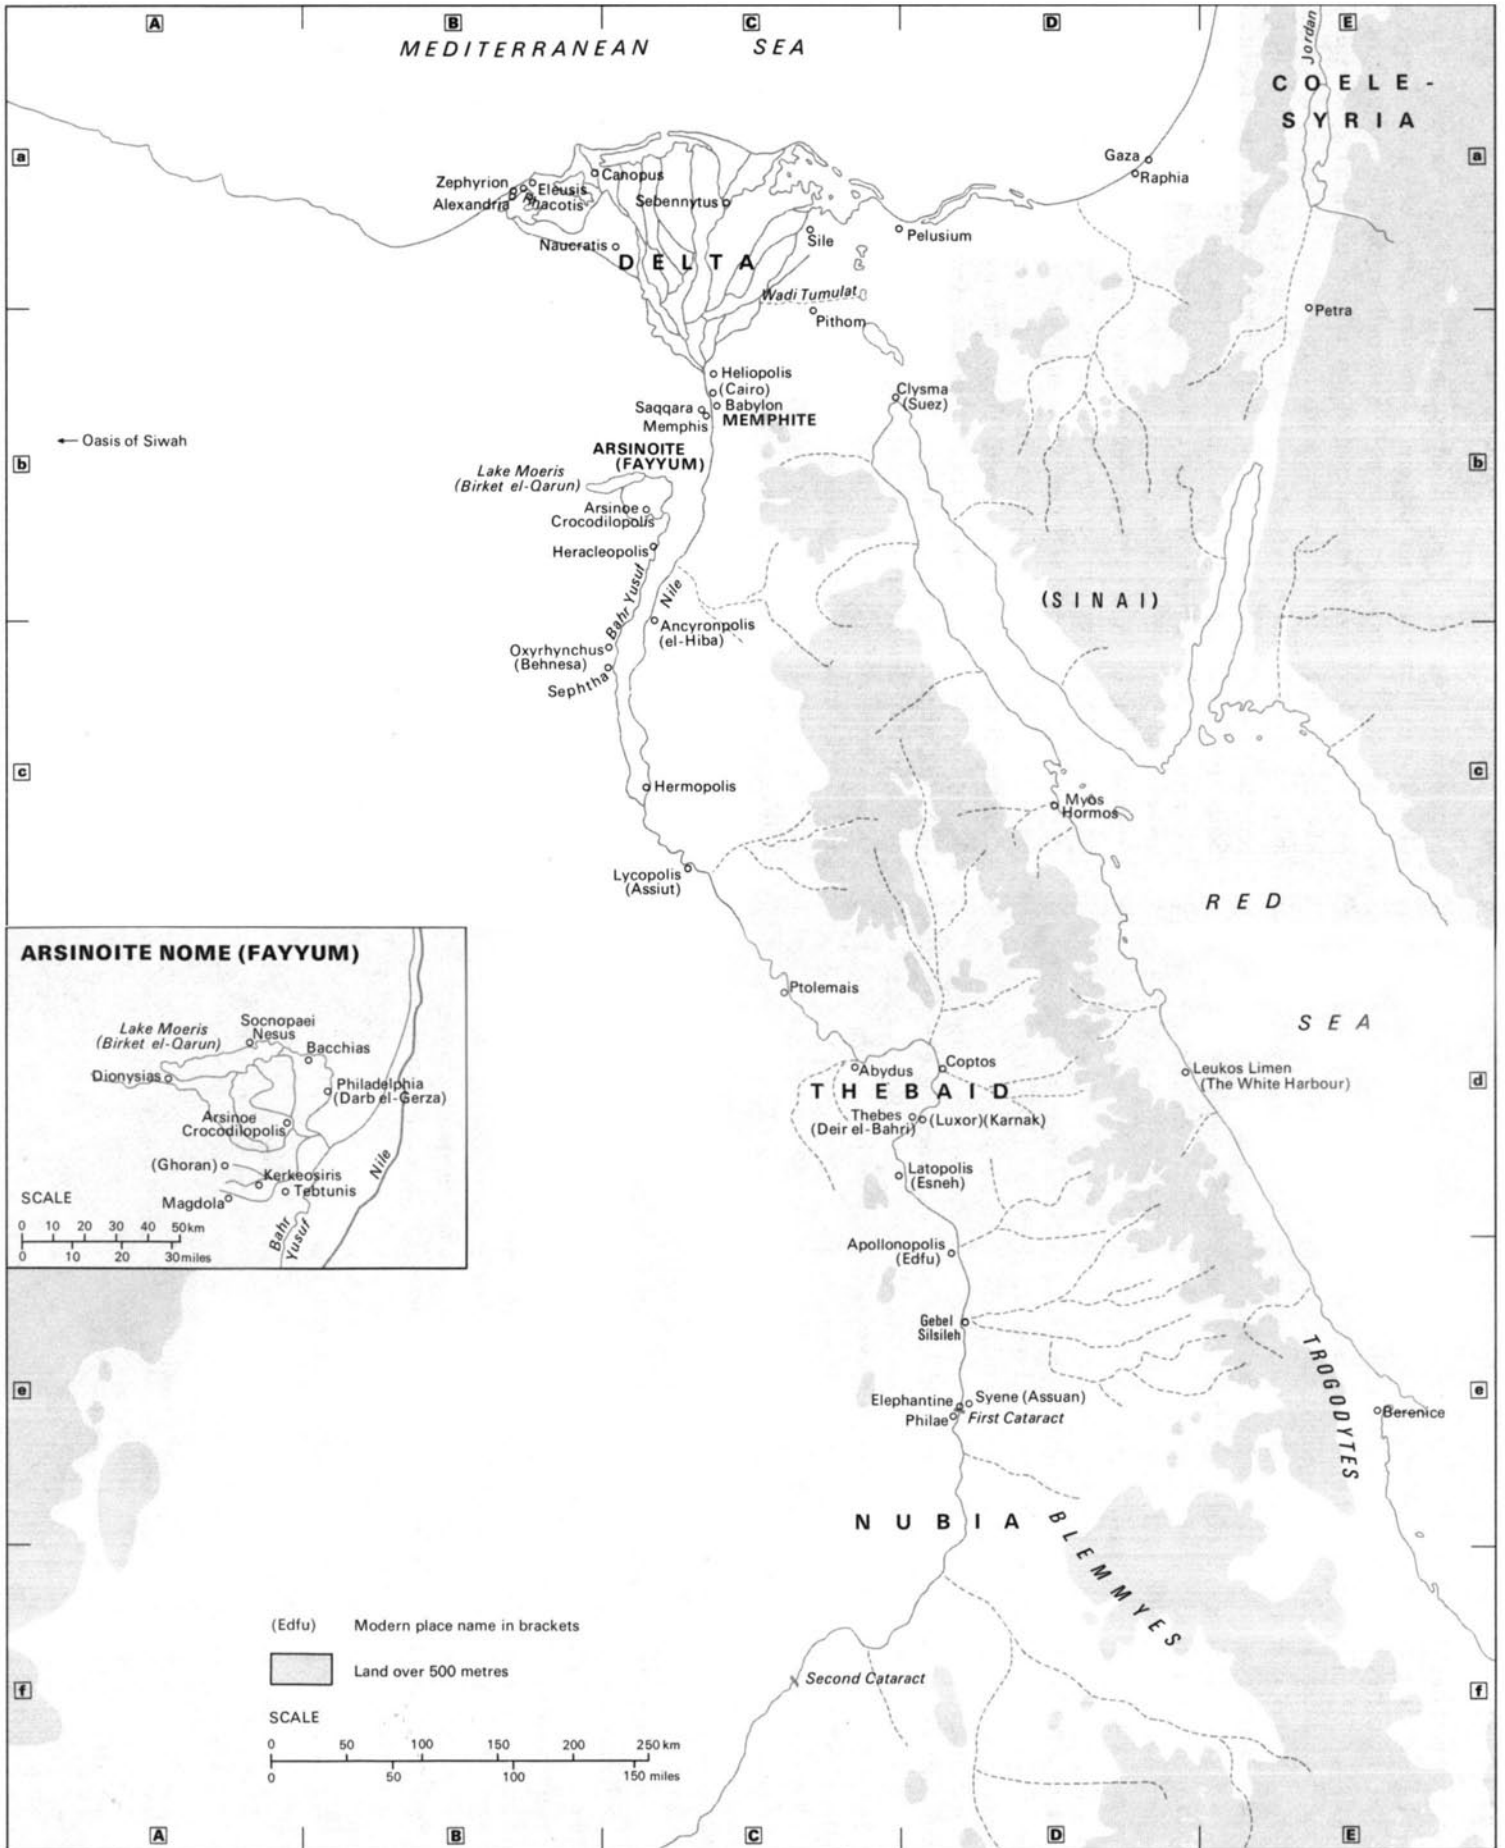 A B C D E
MEDITERRANEAN SEA
Jordan
COELE-
SYRIA
a a
Gaza
Raphia
Zephyrion
Eleusis
Canopus
Alexandria
Rhacotis
Sebennytus
Naucratis
Sile
Pelusium
DELTA
Wadi Tumulat
Pithom
Petra
Heliopolis
(Cairo)
Babylon
Saqqara
Memphis
MEMPHITE
Clysma
(Suez)
← Oasis of Siwah
ARSINOITE
(FAYYUM)
b b
Lake Moeris
(Birket el-Qarun)
Arsinoe
Crocodilopolis
Heracleopolis
Bahr Yusuf
Nile
(SINAI)
Ancyronpolis
(el-Hiba)
Oxyrhynchus
(Behnesa)
Sephtha
c c
Hermopolis
Myos
Hormos
Lycopolis
(Assiut)
RED
SEA
Ptolemais
Abydus
Coptos
Leukos Limen
(The White Harbour)
d
THEBAID
Thebes
(Deir el-Bahri)
(Luxor)(Karnak)
Latopolis
(Esneh)
Apollonopolis
(Edfu)
Gebel
Silsileh
TROGODYTES
e e
Elephantine
Syene (Assuan)
Philae
First Cataract
Berenice
NUBIA
BLEMMYES
f f
Second Cataract
ARSINOITE NOME (FAYYUM)
Lake Moeris
(Birket el-Qarun)
Socnopaei
Nesus
Bacchias
Dionysias
Philadelphia
(Darb el-Gerza)
Arsinoe
Crocodilopolis
(Ghoran)
Kerkeosiris
Tebtunis
Magdola
Nile
Bahr
Yusuf
SCALE
0 10 20 30 40 50km
0 10 20 30miles
(Edfu) Modern place name in brackets
Land over 500 metres
SCALE
0 50 100 150 200 250 km
0 50 100 150 miles
A B C D E